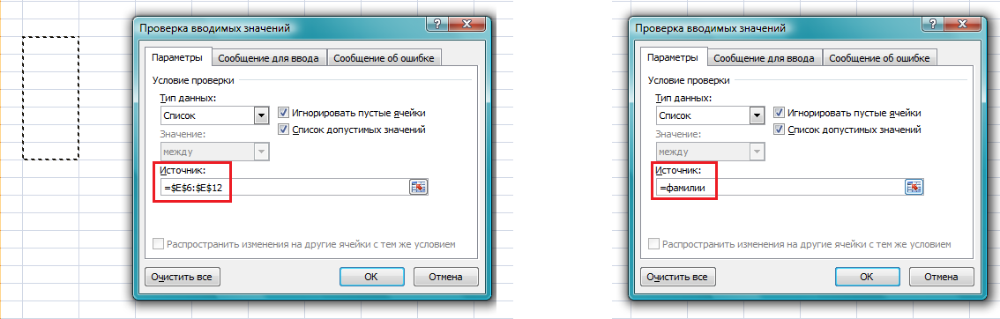 Проверка вводимых значений
Параметры
Сообщение для ввода
Сообщение об ошибке
Условие проверки
Тип данных:
Список
Игнорировать пустые ячейки
Список допустимых значений
Значение:
между
Источник:
=$E$6:$E$12
Распространить изменения на другие ячейки с тем же условием
Очистить все
ОК
Отмена
Проверка вводимых значений
Параметры
Сообщение для ввода
Сообщение об ошибке
Условие проверки
Тип данных:
Список
Игнорировать пустые ячейки
Список допустимых значений
Значение:
между
Источник:
=фамилии
Распространить изменения на другие ячейки с тем же условием
Очистить все
ОК
Отмена